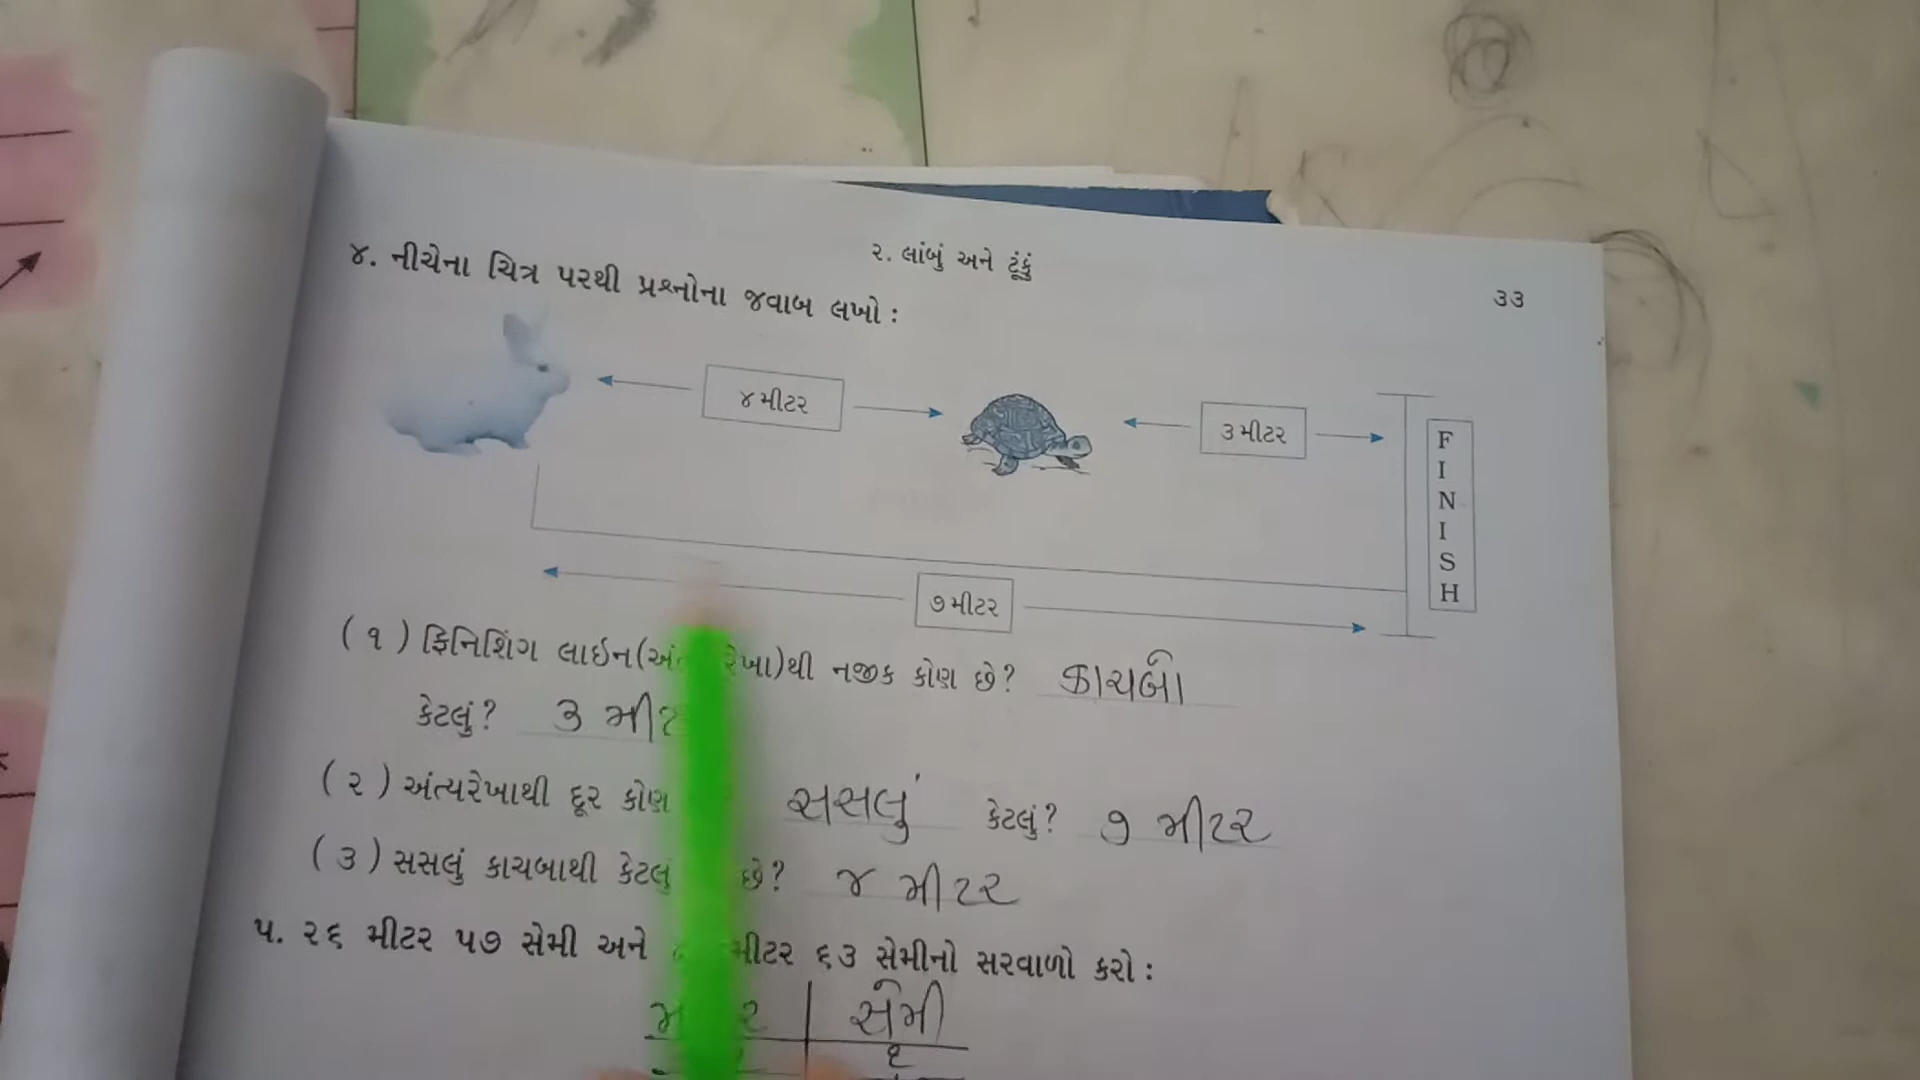 ૨. લાંબું અને ટૂંકું
૩૩
૪. નીચેના ચિત્ર પરથી પ્રશ્નોના જવાબ લખો :
૪ મીટર
૩ મીટર
FINISH
૭ મીટર
( ૧ ) ફિનિશિંગ લાઇન(અં રેખા)થી નજીક કોણ છે? કાચબો
કેટલું? ૩ મીટ
( ૨ ) અંત્યરેખાથી દૂર કોણ સસલું કેટલું? ૭ મીટર
( ૩ ) સસલું કાચબાથી કેટલું છે? ૪ મીટર
૫. ૨૬ મીટર ૫૭ સેમી અને મીટર ૬૩ સેમીનો સરવાળો કરો :
સેમી
૧